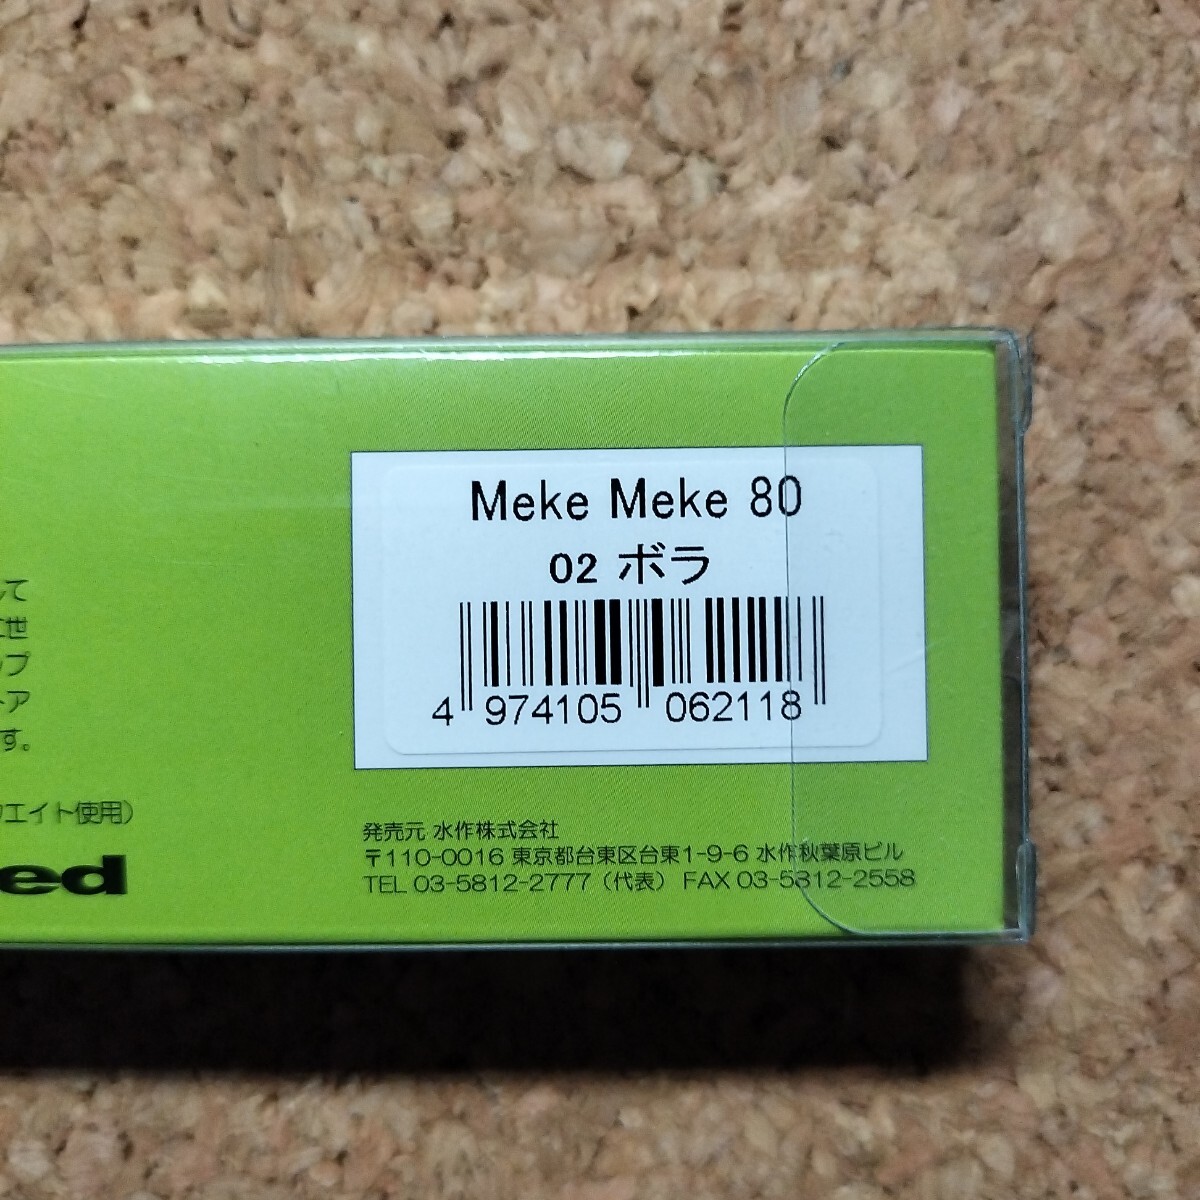 して
世
ップ
トア
す。
ウエイト使用)
ed
Meke Meke 80
02 ボラ
4 974105 062118
発売元 水作株式会社
〒110-0016 東京都台東区台東1-9-6 水作秋葉原ビル
TEL 03-5812-2777（代表） FAX 03-5812-2558